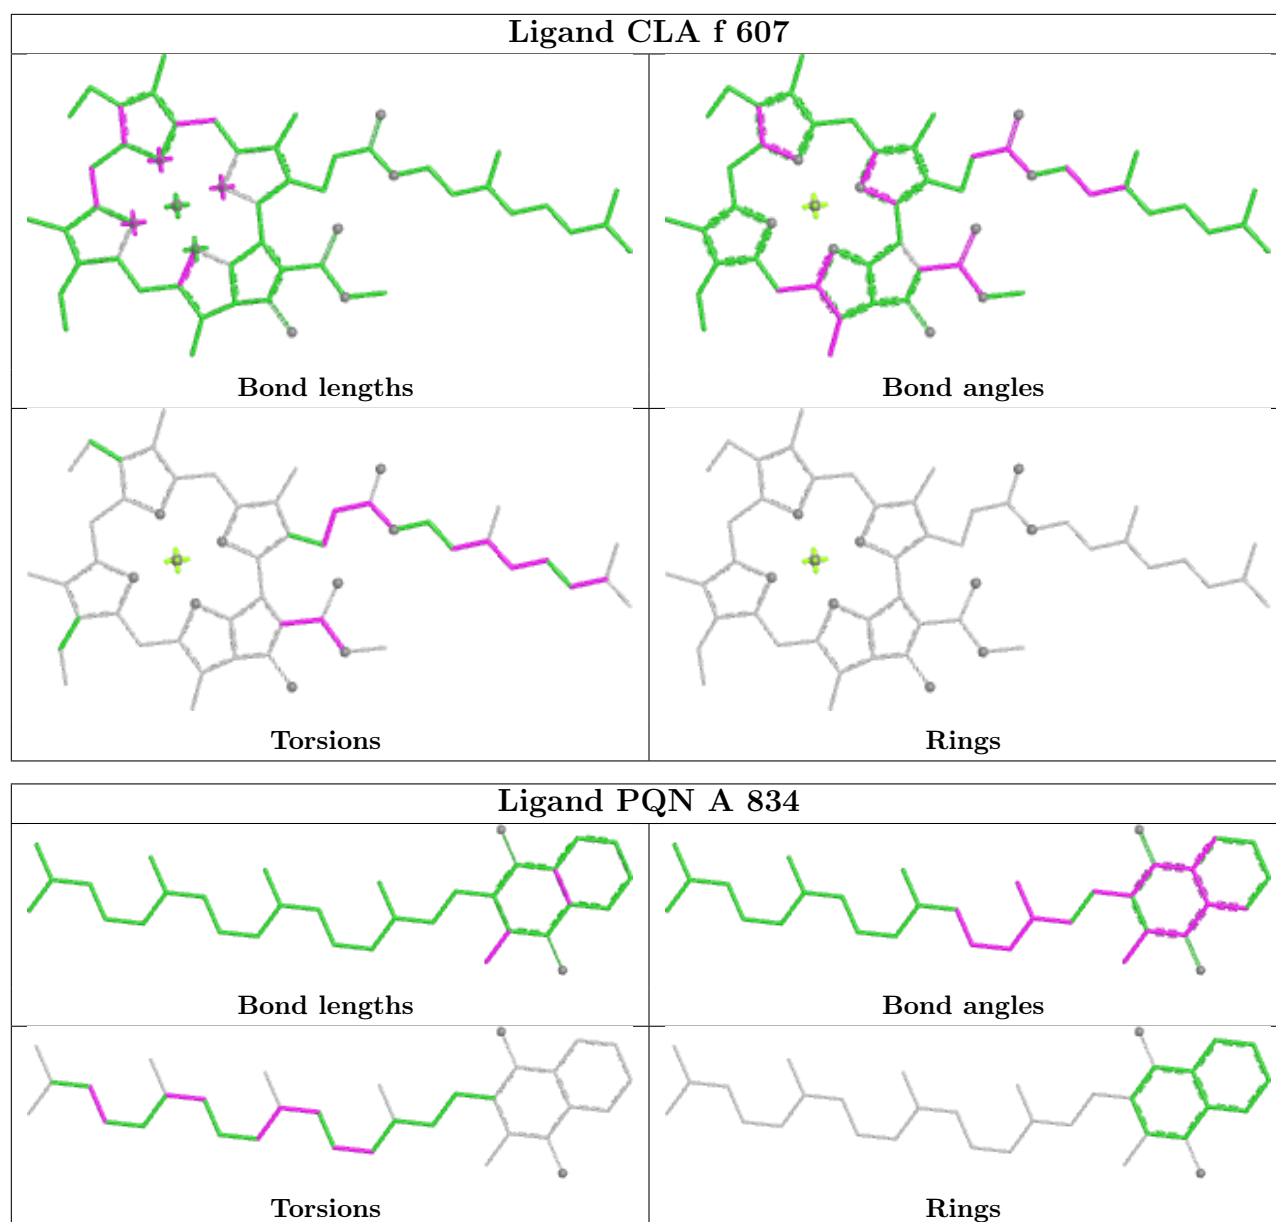 Ligand CLA f 607
Bond lengths
Bond angles
Torsions
Rings
Ligand PQN A 834
Bond lengths
Bond angles
Torsions
Rings